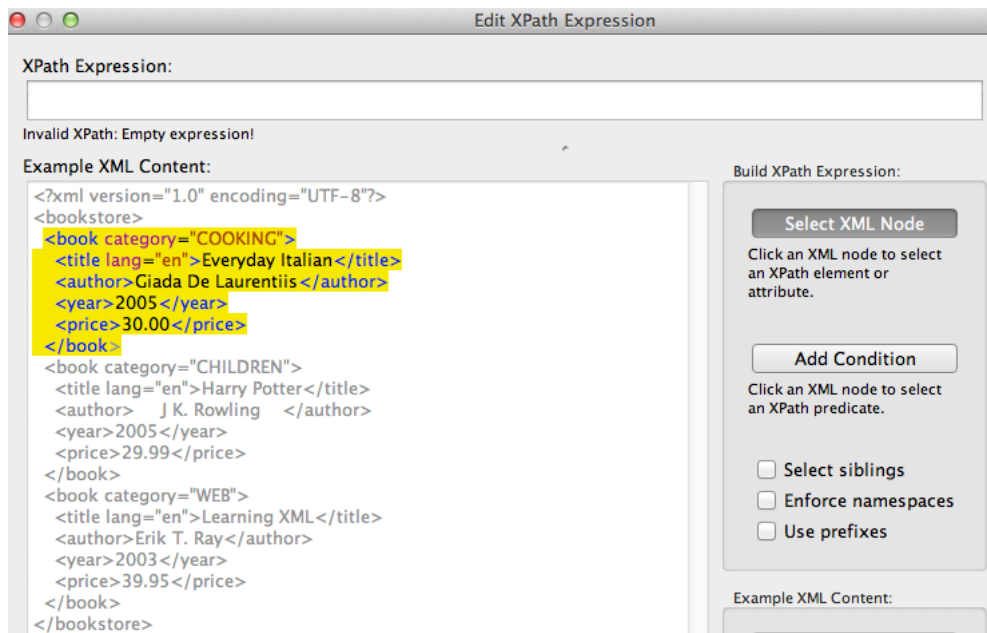 Edit XPath Expression
XPath Expression:
Invalid XPath: Empty expression!
Example XML Content:
<?xml version="1.0" encoding="UTF-8"?>
<bookstore>
<book category="COOKING">
<title lang="en">Everyday Italian</title>
<author>Giada De Laurentiis</author>
<year>2005</year>
<price>30.00</price>
</book>
<book category="CHILDREN">
<title lang="en">Harry Potter</title>
<author>    J K. Rowling    </author>
<year>2005</year>
<price>29.99</price>
</book>
<book category="WEB">
<title lang="en">Learning XML</title>
<author>Erik T. Ray</author>
<year>2003</year>
<price>39.95</price>
</book>
</bookstore>
Build XPath Expression:
Select XML Node
Click an XML node to select
an XPath element or
attribute.
Add Condition
Click an XML node to select
an XPath predicate.
Select siblings
Enforce namespaces
Use prefixes
Example XML Content: